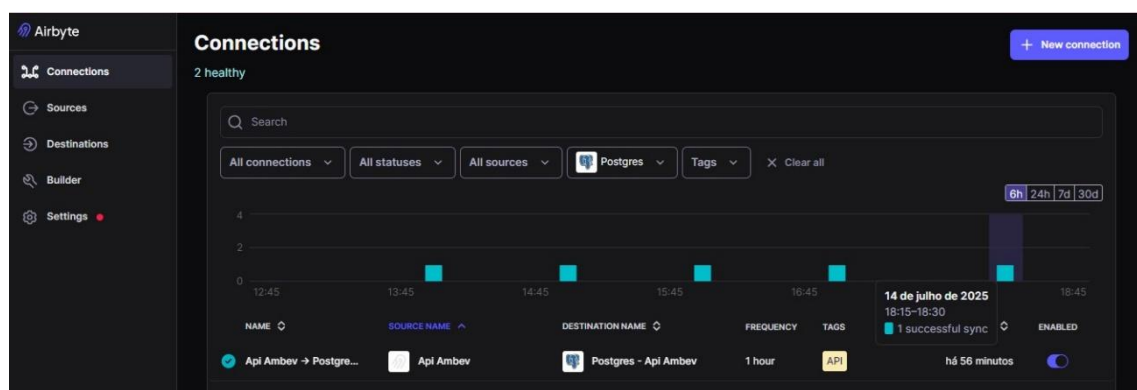 Airbyte
Connections
Sources
Destinations
Builder
Settings
Connections
2 healthy
+ New connection
Search
All connections
All statuses
All sources
Postgres
Tags
X Clear all
6h 24h 7d 30d
4
2
0
12:45 13:45 14:45 15:45 16:45 18:45
14 de julho de 2025
18:15–18:30
1 successful sync
NAME SOURCE NAME DESTINATION NAME FREQUENCY TAGS ENABLED
Api Ambev → Postgre... Api Ambev Postgres - Api Ambev 1 hour API há 56 minutos